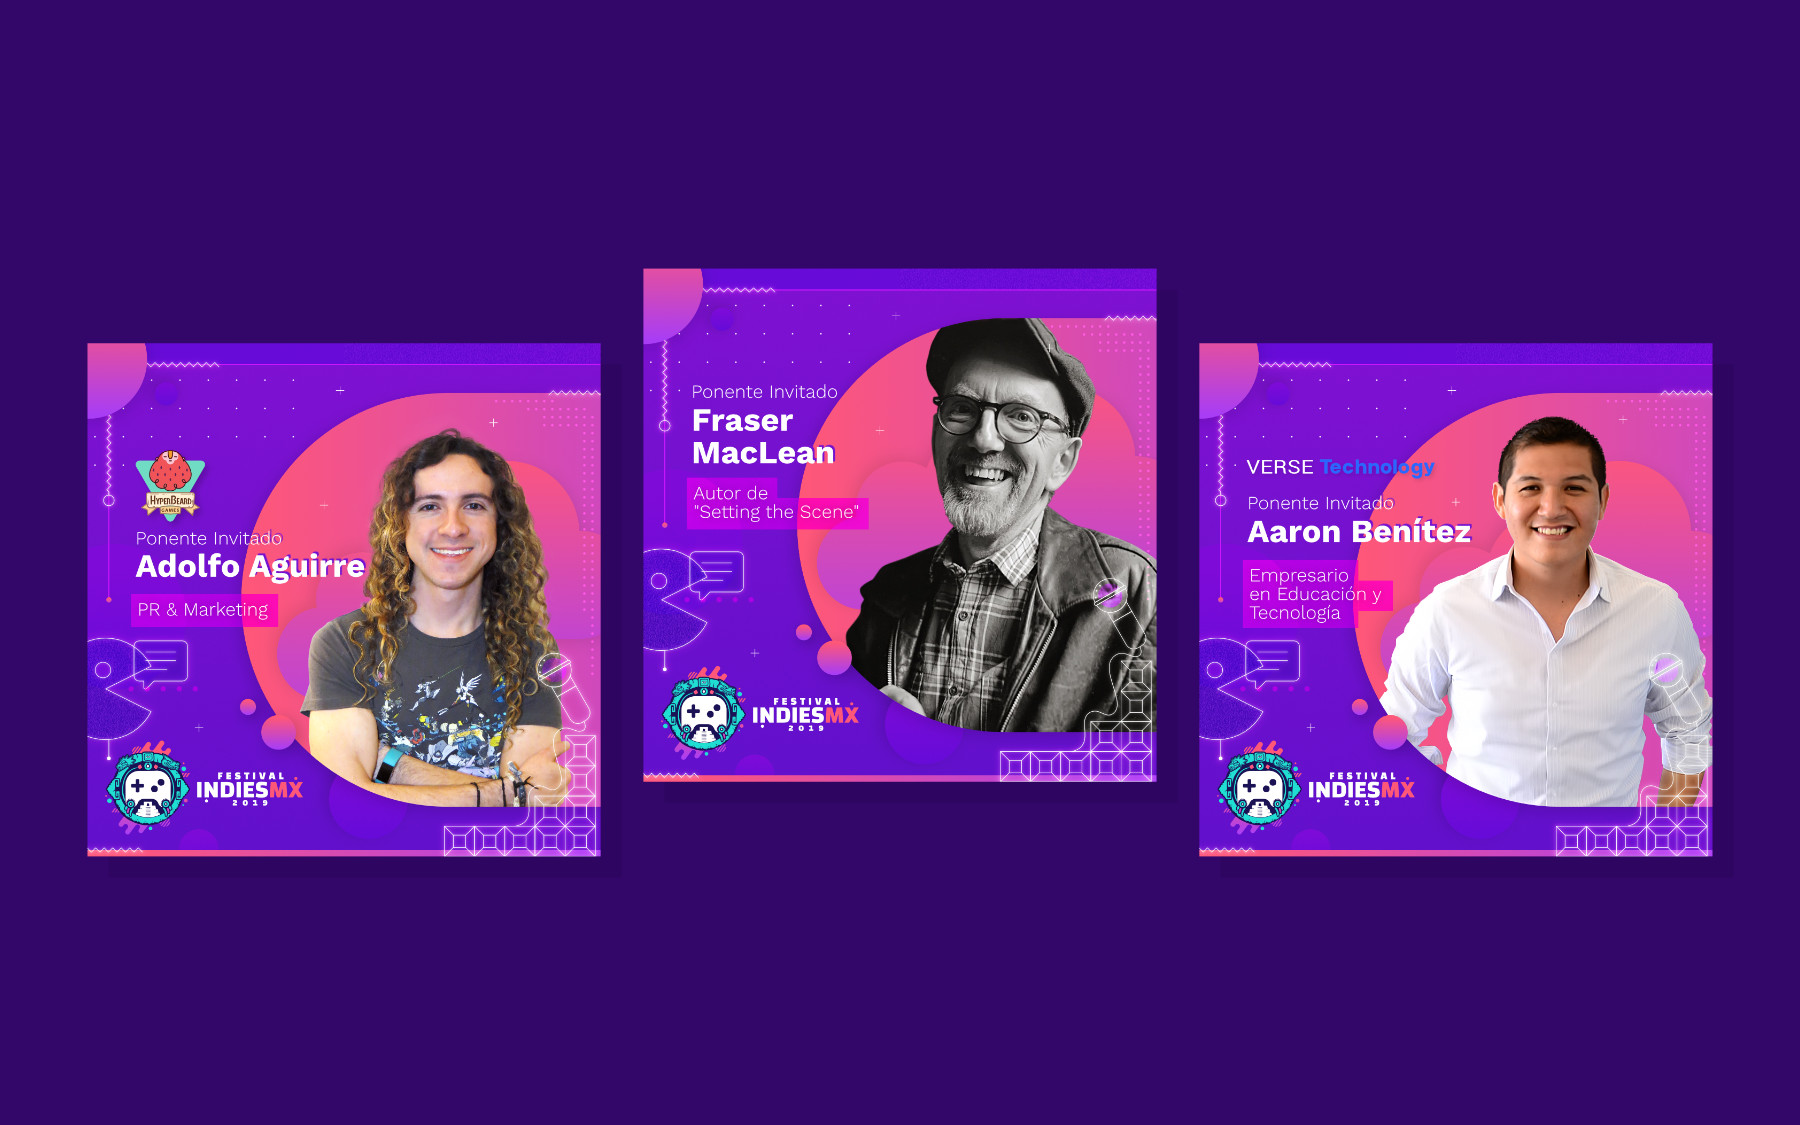 HYPERBEARD
GAMES
Ponente Invitado
Adolfo Aguirre
PR & Marketing
FESTIVAL
INDIESMX
2019
Ponente Invitado
Fraser
MacLean
Autor de
"Setting the Scene"
FESTIVAL
INDIESMX
2019
VERSE Technology
Ponente Invitado
Aaron Benítez
Empresario
en Educación y
Tecnología
FESTIVAL
INDIESMX
2019